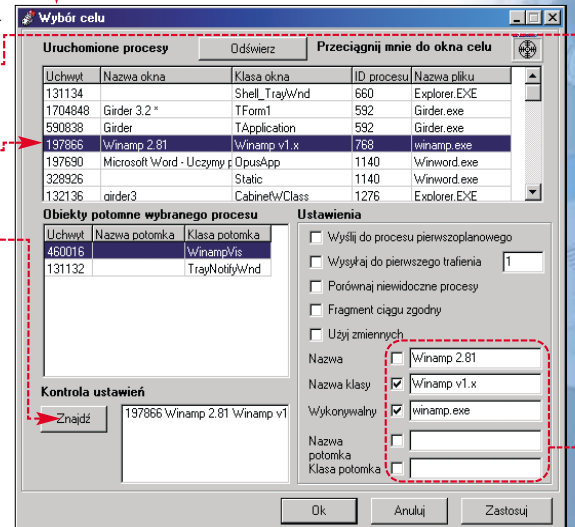 Wybór celu
Uruchomione procesy
Odświerz
Przeciągnij mnie do okna celu
Uchwyt Nazwa okna Klasa okna ID procesu Nazwa pliku
131134 Shell_TrayWnd 660 Explorer.EXE
1704848 Girder 3.2 * TForm1 592 Girder.exe
590838 Girder TApplication 592 Girder.exe
197866 Winamp 2.81 Winamp v1.x 768 winamp.exe
197690 Microsoft Word - Uczymy p OpusApp 1140 Winword.exe
328926 Static 1140 Winword.exe
132136 girder3 CabinetWClass 1276 Explorer.EXE
Obiekty potomne wybranego procesu
Uchwyt Nazwa potomka Klasa potomka
460016 WinampVis
131132 TrayNotifyWnd
Ustawienia
Wyślij do procesu pierwszoplanowego
Wysyłaj do pierwszego trafienia 1
Porównaj niewidoczne procesy
Fragment ciągu zgodny
Użyj zmiennych
Nazwa Winamp 2.81
Nazwa klasy Winamp v1.x
Wykonywalny winamp.exe
Nazwa potomka
Klasa potomka
Kontrola ustawień
Znajdź
197866 Winamp 2.81 Winamp v1
Ok
Anuluj
Zastosuj